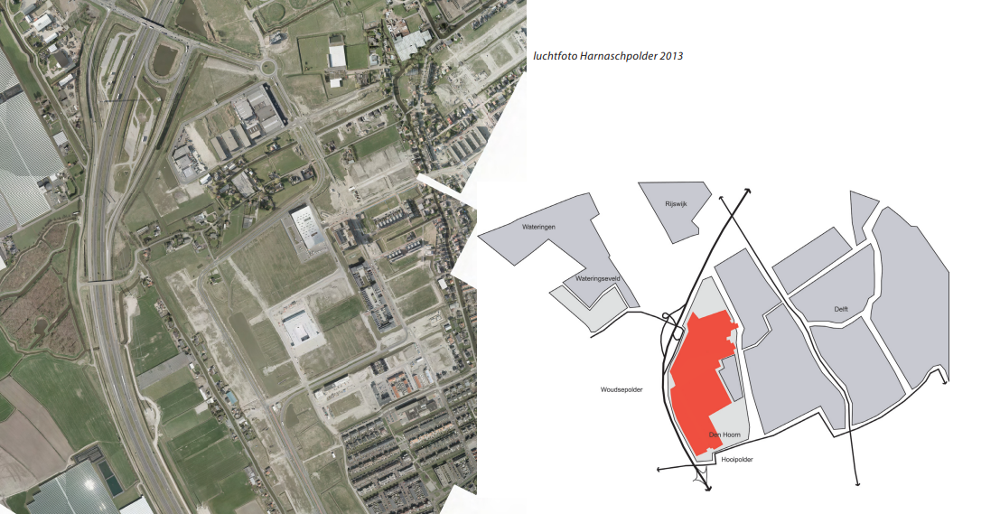 luchtfoto Harnaschpolder 2013
Rijswijk
Wateringen
Wateringseveld
Delft
Woudsepolder
Den Hoorn
Hooipolder